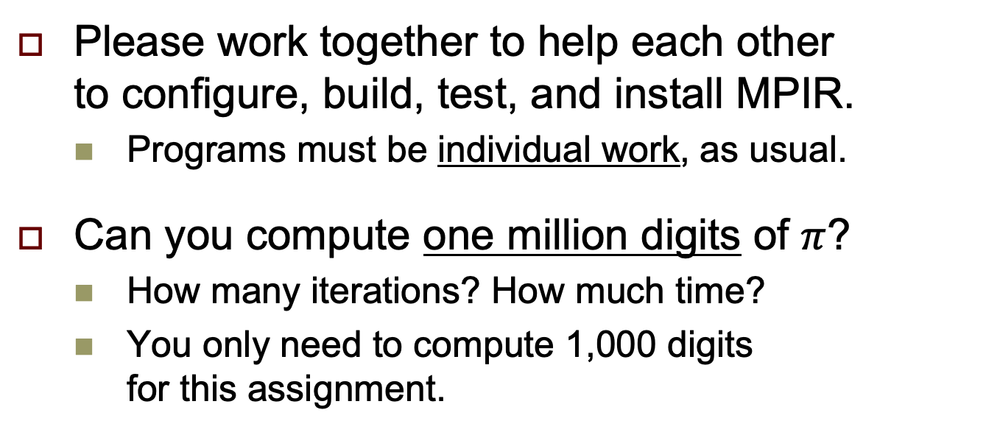 Please work together to help each other
to configure, build, test, and install MPIR.
Programs must be individual work, as usual.
Can you compute one million digits of π?
How many iterations? How much time?
You only need to compute 1,000 digits
for this assignment.